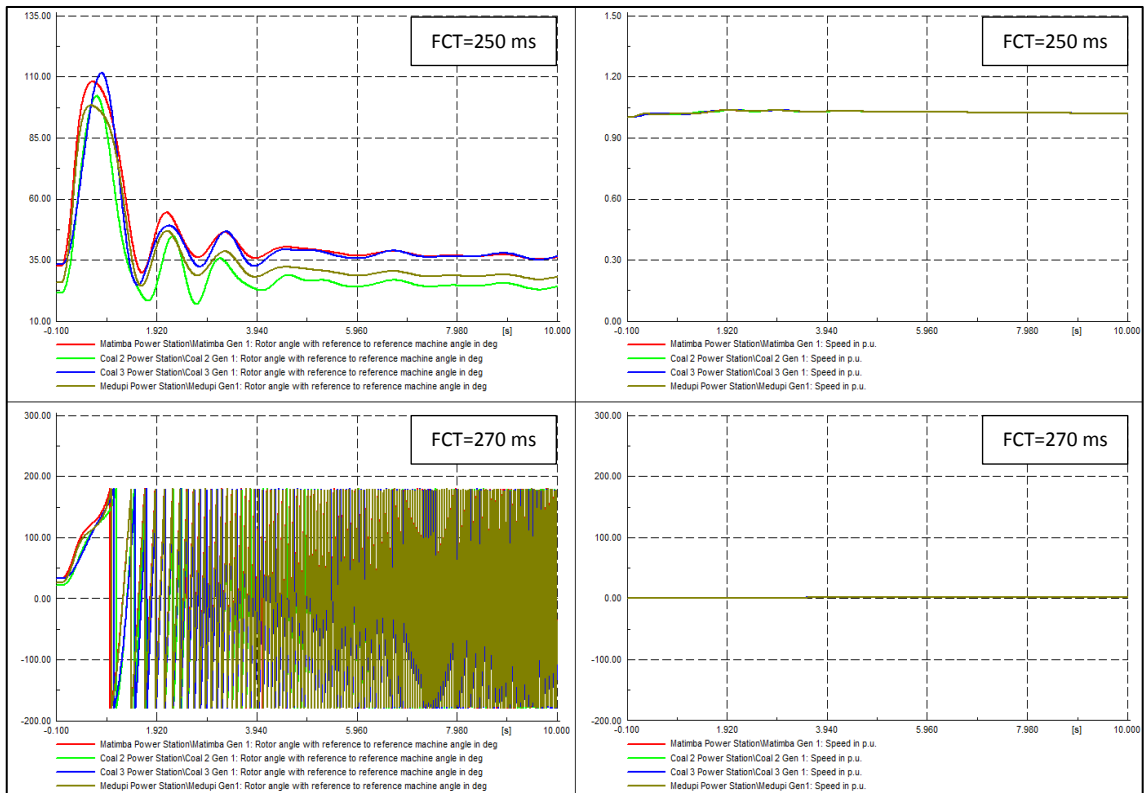 FCT=250 ms
135.00
110.00
85.00
60.00
35.00
10.00
-0.100 1.920 3.940 5.960 7.980 [s] 10.000
Matimba Power Station\Matimba Gen 1: Rotor angle with reference to reference machine angle in deg
Coal 2 Power Station\Coal 2 Gen 1: Rotor angle with reference to reference machine angle in deg
Coal 3 Power Station\Coal 3 Gen 1: Rotor angle with reference to reference machine angle in deg
Medupi Power Station\Medupi Gen1: Rotor angle with reference to reference machine angle in deg
FCT=250 ms
1.50
1.20
0.90
0.60
0.30
0.00
-0.100 1.920 3.940 5.960 7.980 [s] 10.000
Matimba Power Station\Matimba Gen 1: Speed in p.u.
Coal 2 Power Station\Coal 2 Gen 1: Speed in p.u.
Coal 3 Power Station\Coal 3 Gen 1: Speed in p.u.
Medupi Power Station\Medupi Gen1: Speed in p.u.
FCT=270 ms
300.00
200.00
100.00
0.00
-100.00
-200.00
-0.100 1.920 3.940 5.960 7.980 [s] 10.000
Matimba Power Station\Matimba Gen 1: Rotor angle with reference to reference machine angle in deg
Coal 2 Power Station\Coal 2 Gen 1: Rotor angle with reference to reference machine angle in deg
Coal 3 Power Station\Coal 3 Gen 1: Rotor angle with reference to reference machine angle in deg
Medupi Power Station\Medupi Gen1: Rotor angle with reference to reference machine angle in deg
FCT=270 ms
300.00
200.00
100.00
0.00
-100.00
-200.00
-0.100 1.920 3.940 5.960 7.980 [s] 10.000
Matimba Power Station\Matimba Gen 1: Speed in p.u.
Coal 2 Power Station\Coal 2 Gen 1: Speed in p.u.
Coal 3 Power Station\Coal 3 Gen 1: Speed in p.u.
Medupi Power Station\Medupi Gen1: Speed in p.u.